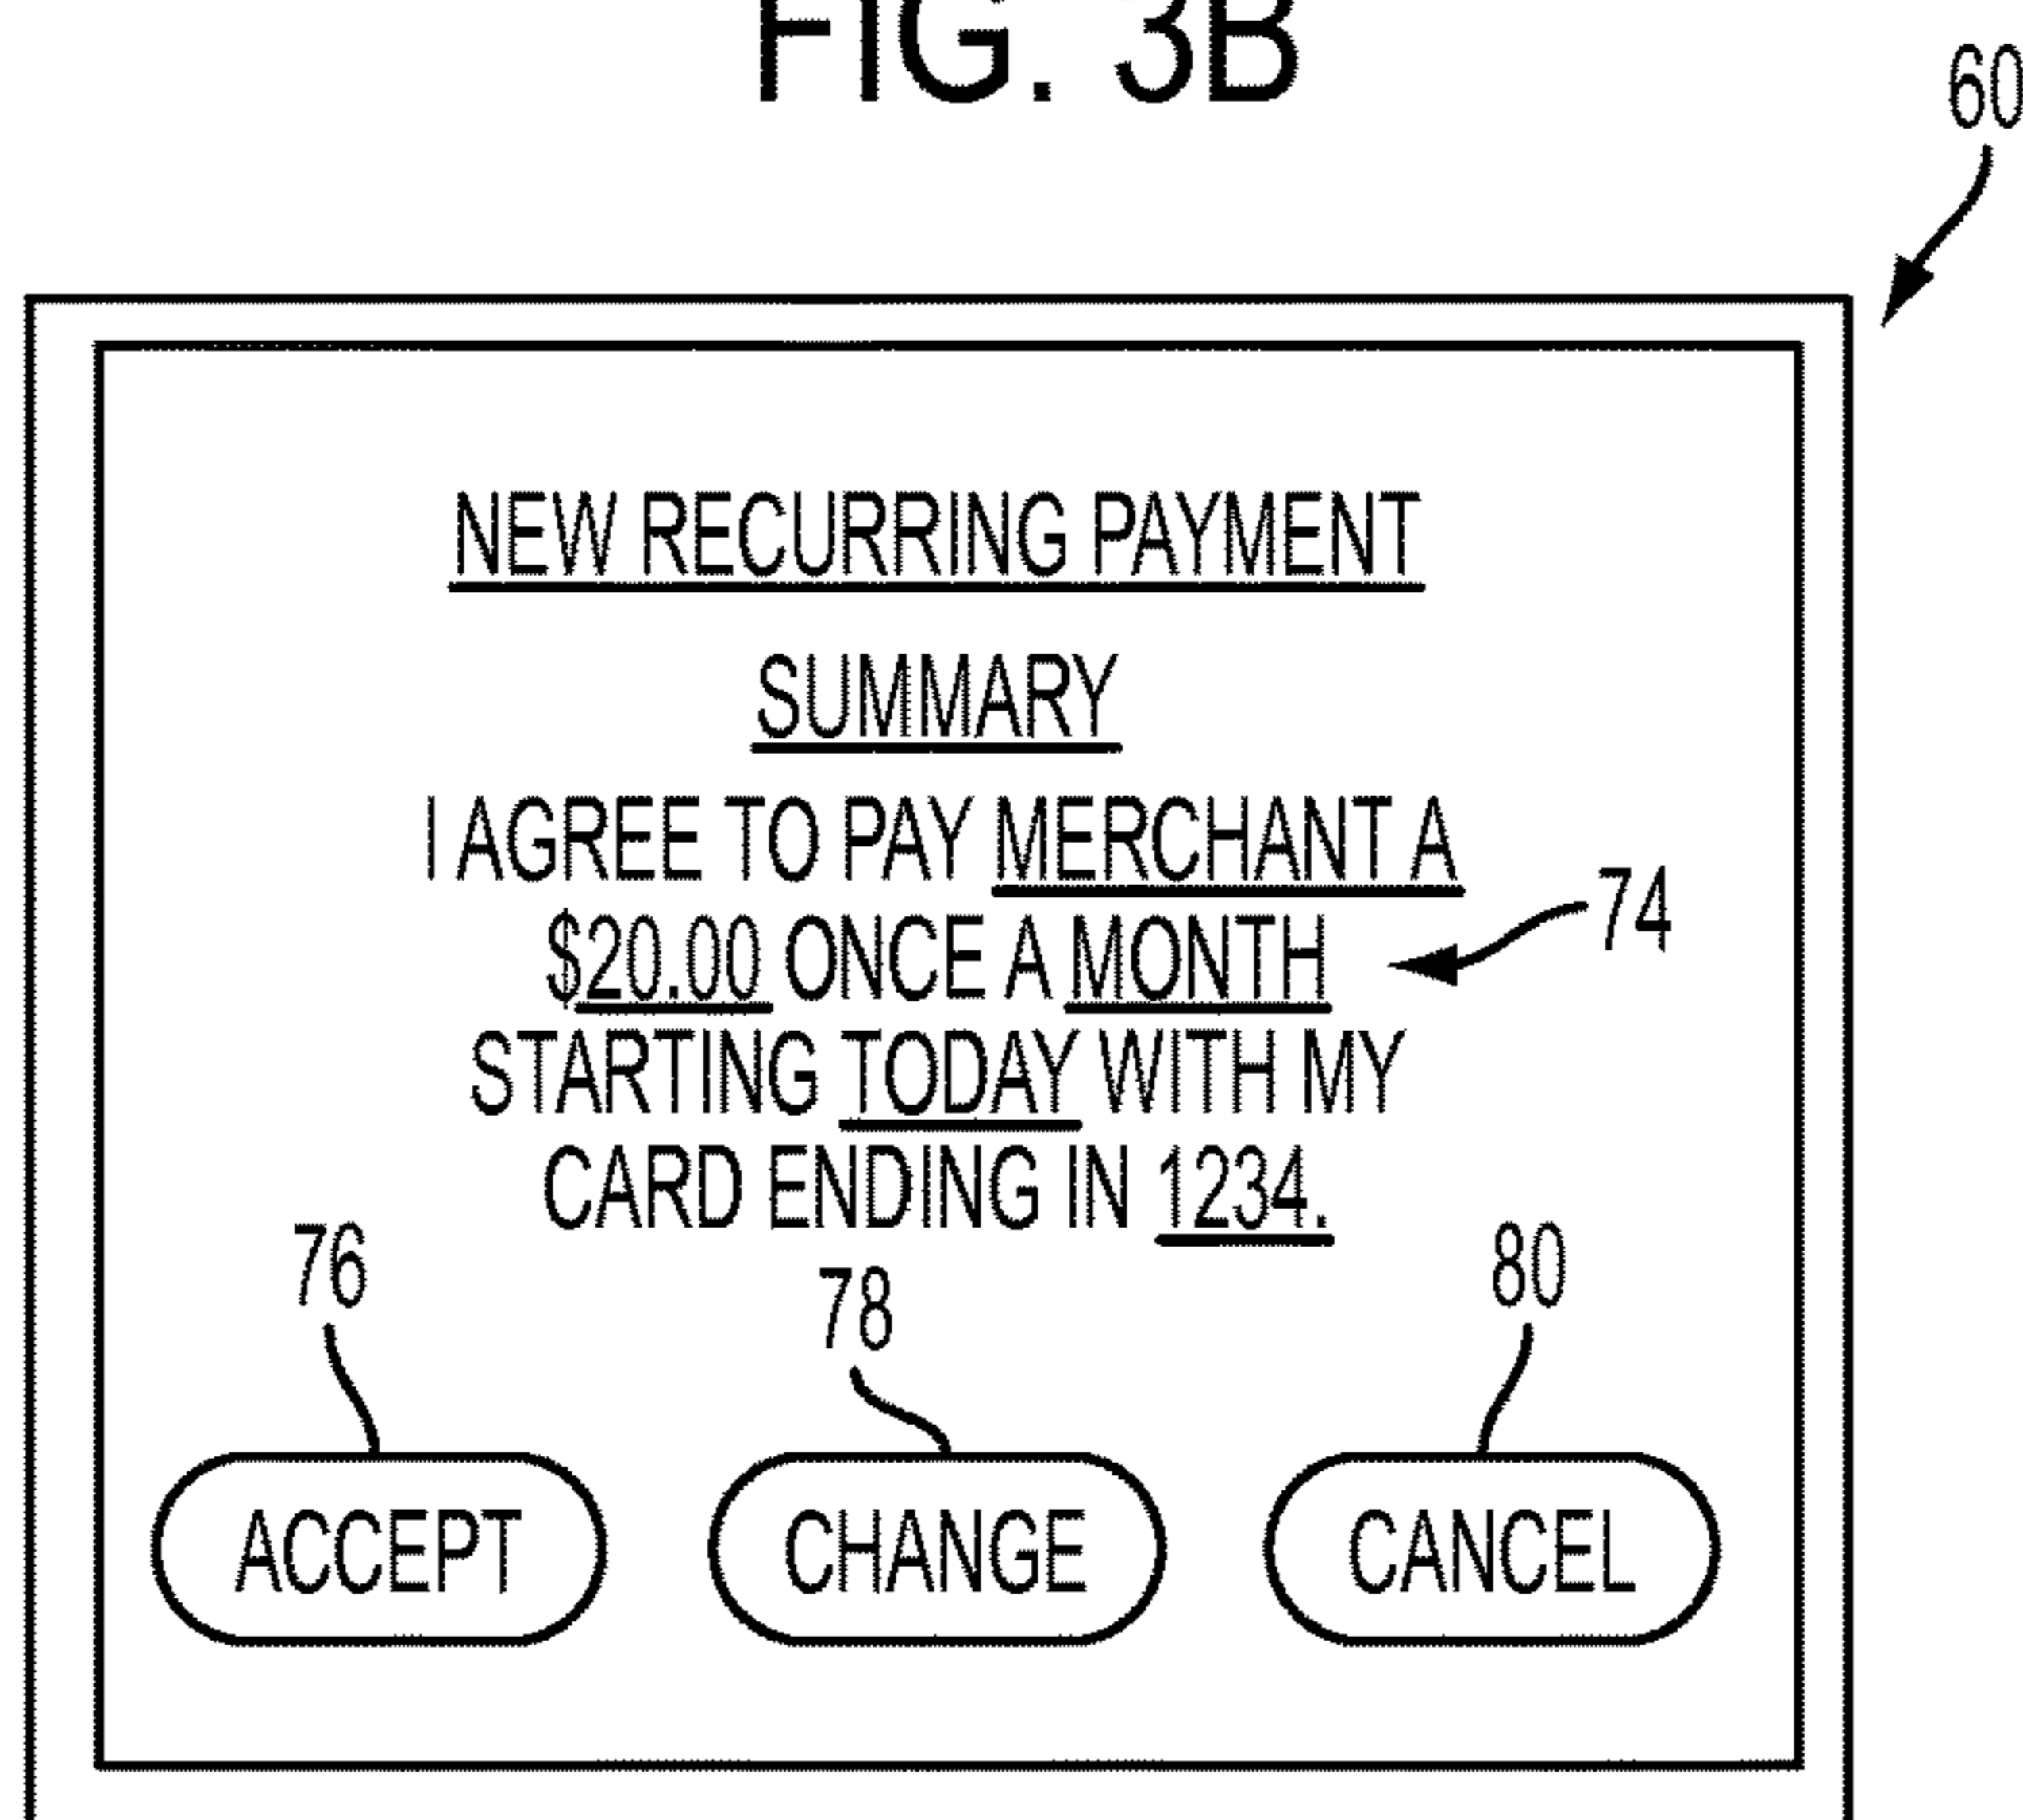 FIG. 3B
60
NEW RECURRING PAYMENT
SUMMARY
I AGREE TO PAY MERCHANT A
$20.00 ONCE A MONTH
74
STARTING TODAY WITH MY
CARD ENDING IN 1234.
76
78
80
ACCEPT
CHANGE
CANCEL